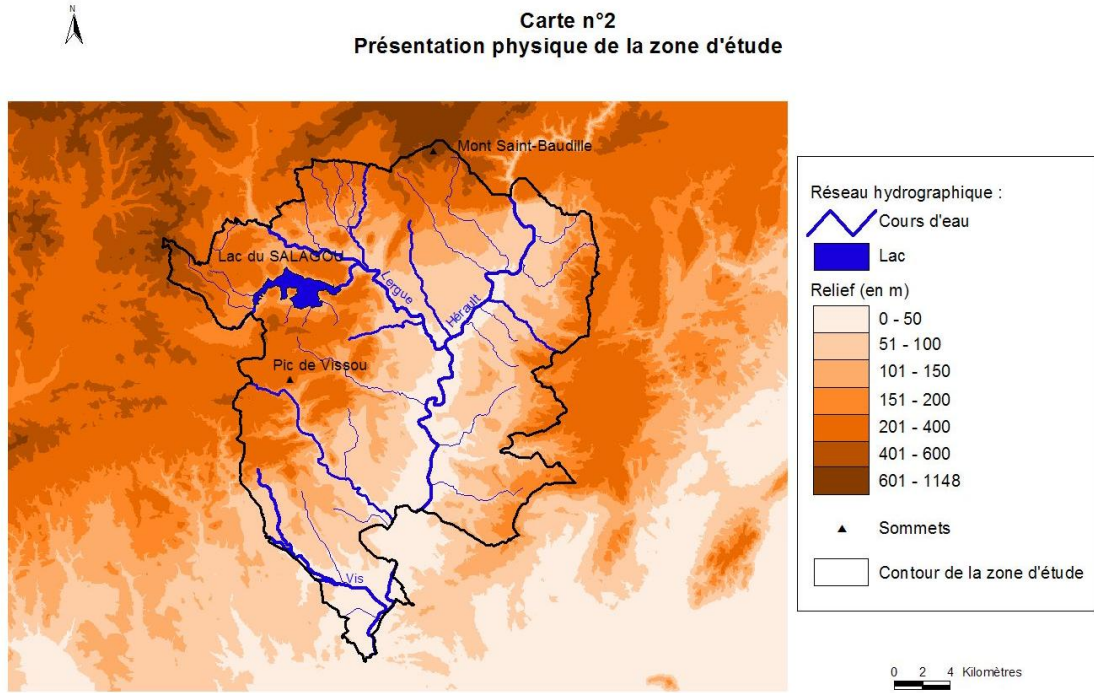 N
Carte n°2
Présentation physique de la zone d'étude
Mont Saint-Baudille
Lac du SALAGOU
Lergue
Hérault
Pic de Vissou
Vis
Réseau hydrographique :
Cours d'eau
Lac
Relief (en m)
0 - 50
51 - 100
101 - 150
151 - 200
201 - 400
401 - 600
601 - 1148
Sommets
Contour de la zone d'étude
0 2 4 Kilomètres